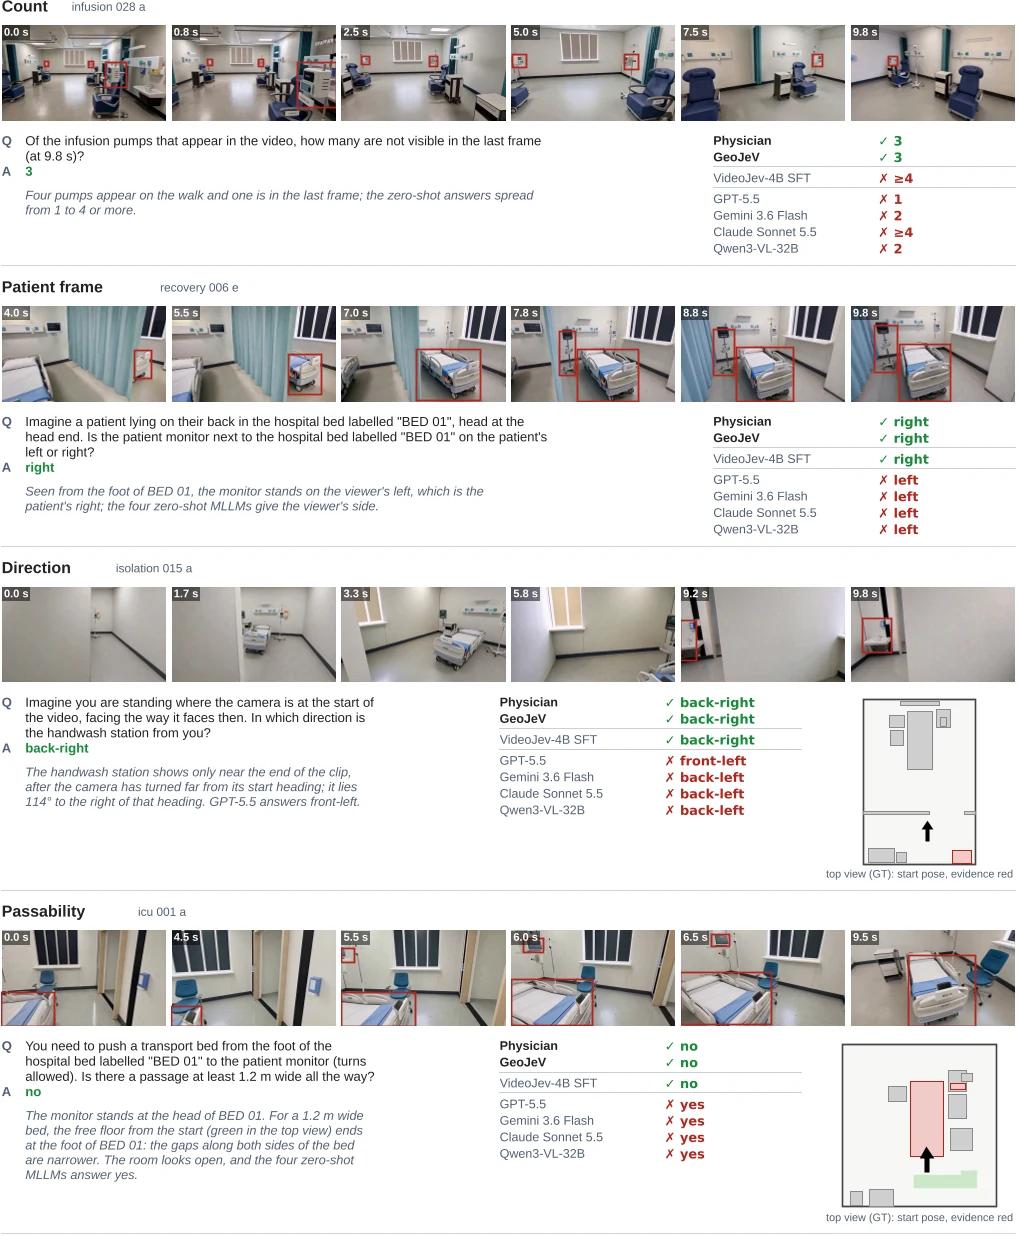 Count infusion 028 a
0.0 s 0.8 s 2.5 s 5.0 s 7.5 s 9.8 s
Q Of the infusion pumps that appear in the video, how many are not visible in the last frame
(at 9.8 s)?
A 3
Four pumps appear on the walk and one is in the last frame; the zero-shot answers spread
from 1 to 4 or more.
Physician ✓ 3
GeoJeV ✓ 3
VideoJev-4B SFT ✗ ≥4
GPT-5.5 ✗ 1
Gemini 3.6 Flash ✗ 2
Claude Sonnet 5.5 ✗ ≥4
Qwen3-VL-32B ✗ 2
Patient frame recovery 006 e
4.0 s 5.5 s 7.0 s 7.8 s 8.8 s 9.8 s
Q Imagine a patient lying on their back in the hospital bed labelled "BED 01", head at the
head end. Is the patient monitor next to the hospital bed labelled "BED 01" on the patient's
left or right?
A right
Seen from the foot of BED 01, the monitor stands on the viewer's left, which is the
patient's right; the four zero-shot MLLMs give the viewer's side.
Physician ✓ right
GeoJeV ✓ right
VideoJev-4B SFT ✓ right
GPT-5.5 ✗ left
Gemini 3.6 Flash ✗ left
Claude Sonnet 5.5 ✗ left
Qwen3-VL-32B ✗ left
Direction isolation 015 a
0.0 s 1.7 s 3.3 s 5.8 s 9.2 s 9.8 s
Q Imagine you are standing where the camera is at the start of
the video, facing the way it faces then. In which direction is
the handwash station from you?
A back-right
The handwash station shows only near the end of the clip,
after the camera has turned far from its start heading; it lies
114° to the right of that heading. GPT-5.5 answers front-left.
Physician ✓ back-right
GeoJeV ✓ back-right
VideoJev-4B SFT ✓ back-right
GPT-5.5 ✗ front-left
Gemini 3.6 Flash ✗ back-left
Claude Sonnet 5.5 ✗ back-left
Qwen3-VL-32B ✗ back-left
top view (GT): start pose, evidence red
Passability icu 001 a
0.0 s 4.5 s 5.5 s 6.0 s 6.5 s 9.5 s
Q You need to push a transport bed from the foot of the
hospital bed labelled "BED 01" to the patient monitor (turns
allowed). Is there a passage at least 1.2 m wide all the way?
A no
The monitor stands at the head of BED 01. For a 1.2 m wide
bed, the free floor from the start (green in the top view) ends
at the foot of BED 01: the gaps along both sides of the bed
are narrower. The room looks open, and the four zero-shot
MLLMs answer yes.
Physician ✓ no
GeoJeV ✓ no
VideoJev-4B SFT ✓ no
GPT-5.5 ✗ yes
Gemini 3.6 Flash ✗ yes
Claude Sonnet 5.5 ✗ yes
Qwen3-VL-32B ✗ yes
top view (GT): start pose, evidence red